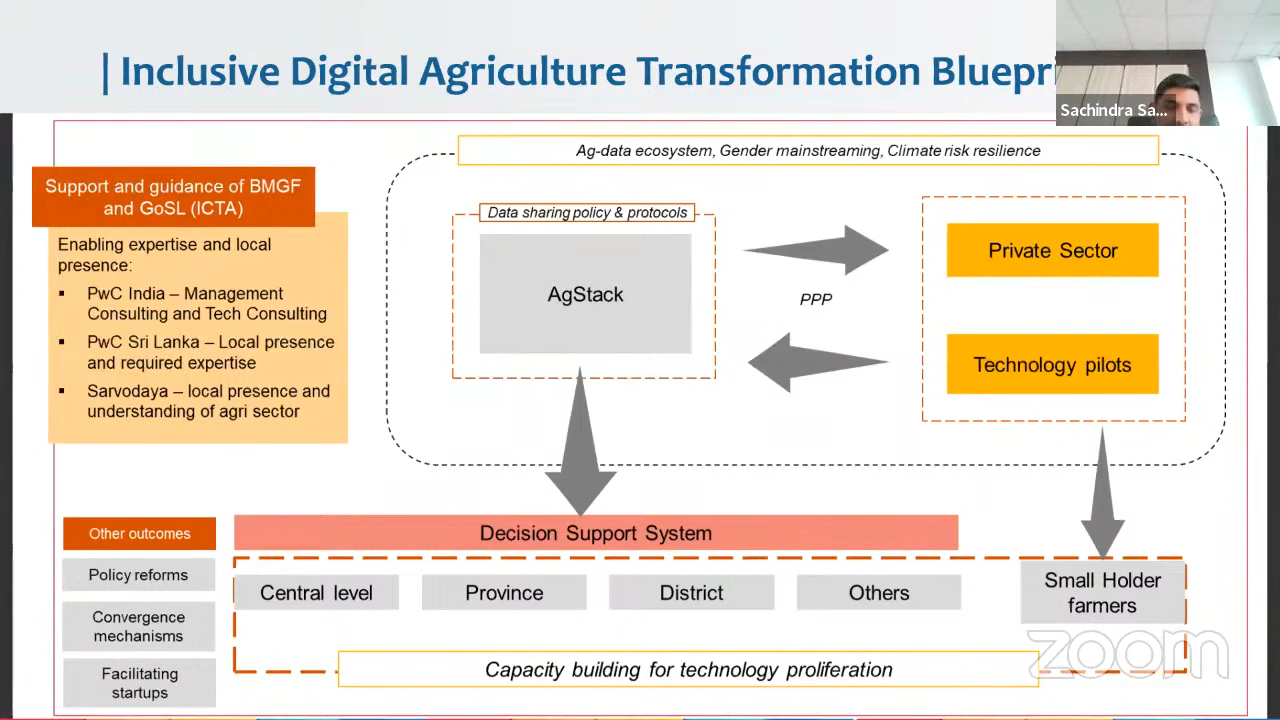 | Inclusive Digital Agriculture Transformation
Sachindra Sa...
Ag-data ecosystem, Gender mainstreaming, Climate risk resilience
Support and guidance of BMGF
and GoSL (ICTA)
Enabling expertise and local
presence:
▪ PwC India – Management
Consulting and Tech Consulting
▪ PwC Sri Lanka – Local presence
and required expertise
▪ Sarvodaya – local presence and
understanding of agri sector
Data sharing policy & protocols
AgStack
PPP
Private Sector
Technology pilots
Other outcomes
Policy reforms
Convergence
mechanisms
Facilitating
startups
Decision Support System
Central level
Province
District
Others
Small Holder
farmers
Capacity building for technology proliferation
zoom